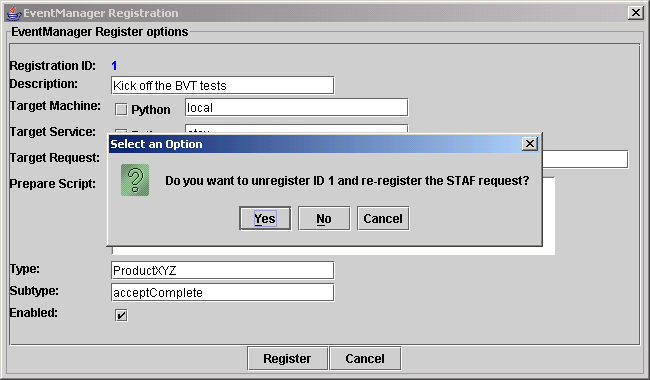 EventManager Registration
EventManager Register options
Registration ID: 1
Description: Kick off the BVT tests
Target Machine: Python local
Target Service:
Select an Option
Target Request:
Do you want to unregister ID 1 and re-register the STAF request?
Prepare Script:
Yes No Cancel
Type: ProductXYZ
Subtype: acceptComplete
Enabled:
Register Cancel